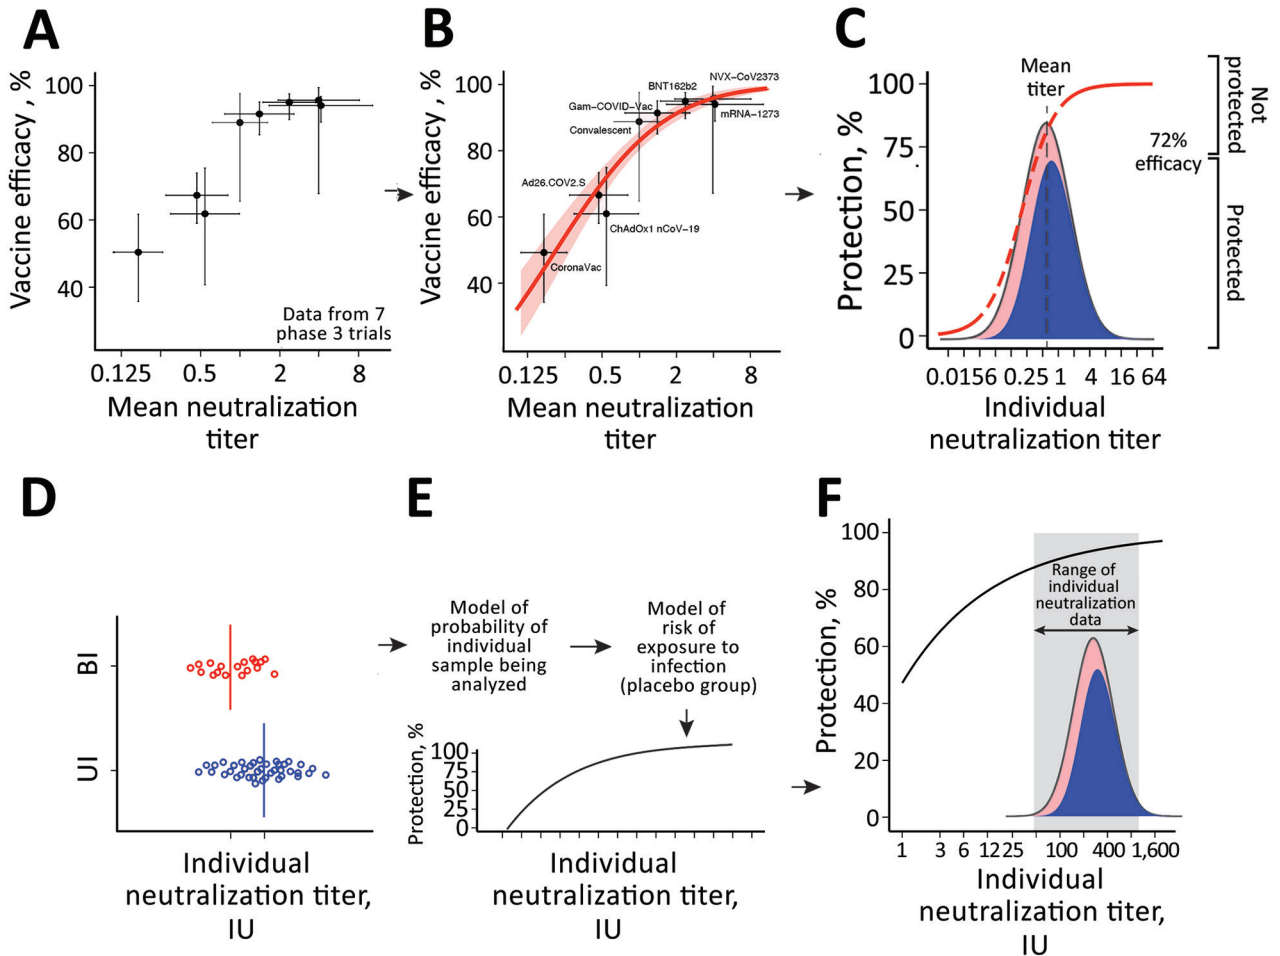 A
Vaccine efficacy , %
100
80
60
40
Data from 7
phase 3 trials
0.125
0.5
2
8
Mean neutralization
titer
B
Vaccine efficacy , %
100
80
60
40
NVX-CoV2373
BNT162b2
Gam-COVID-Vac
mRNA-1273
Convalescent
Ad26.COV2.S
ChAdOx1 nCoV-19
CoronaVac
0.125
0.5
2
8
Mean neutralization
titer
C
Protection, %
100
75
50
25
0
Mean
titer
72%
efficacy
Not
protected
Protected
0.0156
0.25
1
4
16
64
Individual
neutralization titer
D
BI
UI
Individual
neutralization titer,
IU
E
Model of
probability of
individual
sample being
analyzed
Model of
risk of
exposure to
infection
(placebo group)
Protection, %
100
75
50
25
0
Individual
neutralization titer,
IU
F
Protection, %
100
80
60
40
20
0
Range of
individual
neutralization
data
1
3
6
12
25
100
400
1,600
Individual
neutralization titer,
IU